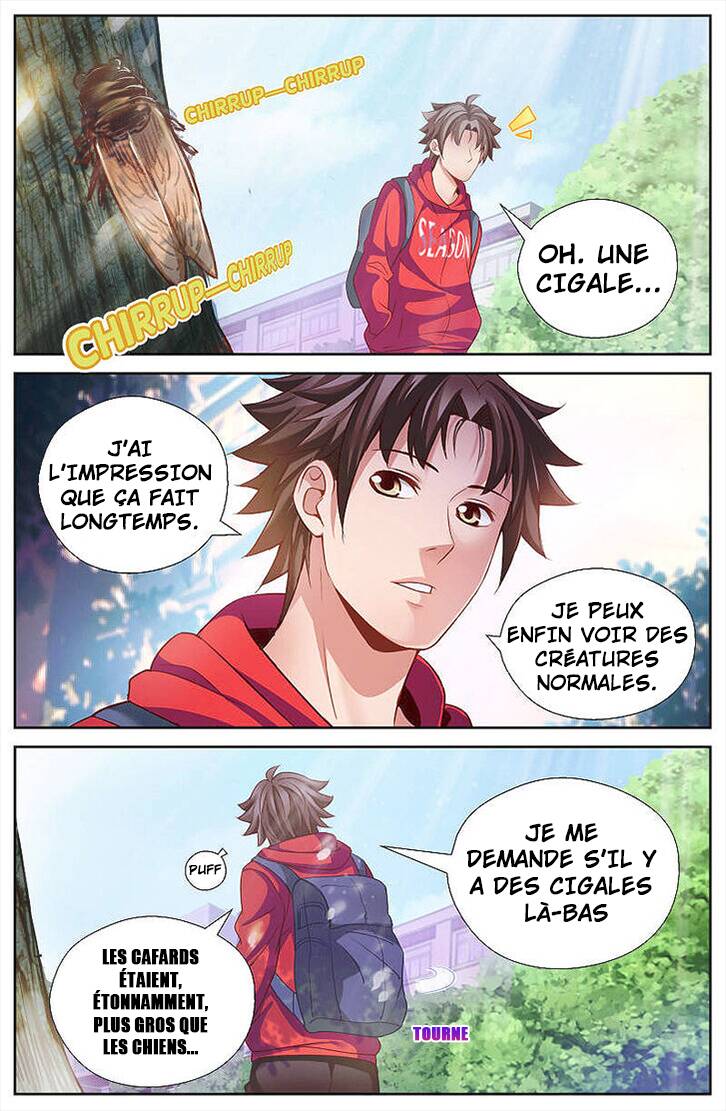 CHIRRUP—CHIRRUP
SEASON
OH. UNE
CIGALE...
CHIRRUP—CHIRRUP
J'AI
L'IMPRESSION
QUE ÇA FAIT
LONGTEMPS.
JE PEUX
ENFIN VOIR DES
CRÉATURES
NORMALES.
JE ME
DEMANDE S'IL Y
A DES CIGALES
LÀ-BAS
PUFF
LES CAFARDS
ÉTAIENT,
ÉTONNAMMENT,
PLUS GROS QUE
LES CHIENS...
TOURNE